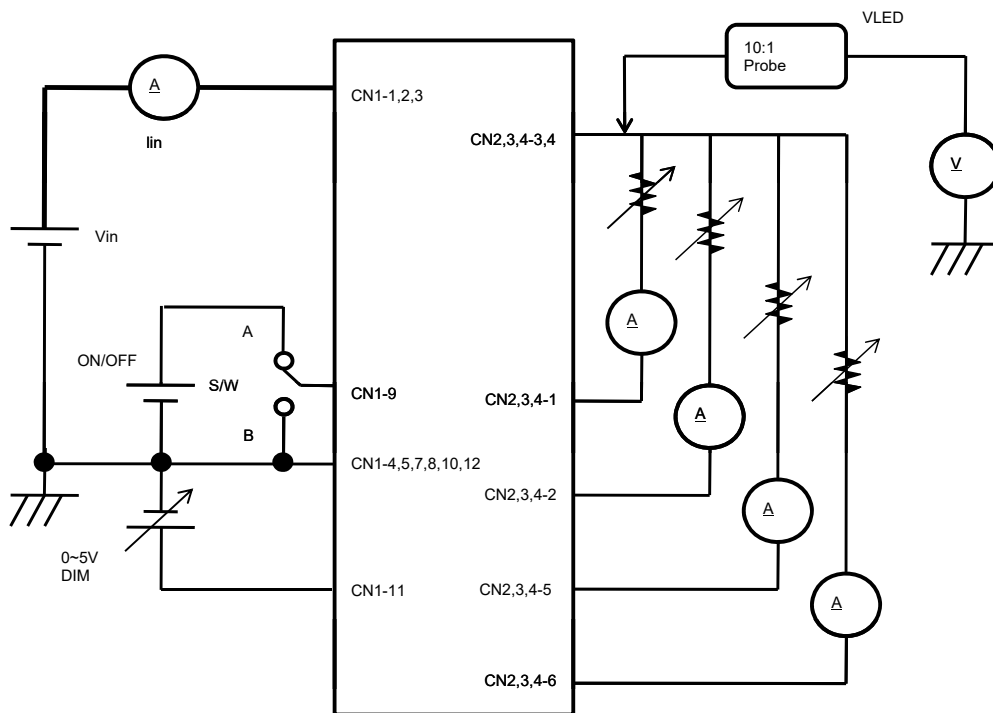 VLED
10:1
Probe
A
CN1-1,2,3
Iin
CN2,3,4-3,4
V
Vin
A
A
ON/OFF
S/W
CN1-9
CN2,3,4-1
A
B
CN1-4,5,7,8,10,12
CN2,3,4-2
A
0~5V
DIM
CN1-11
CN2,3,4-5
A
CN2,3,4-6